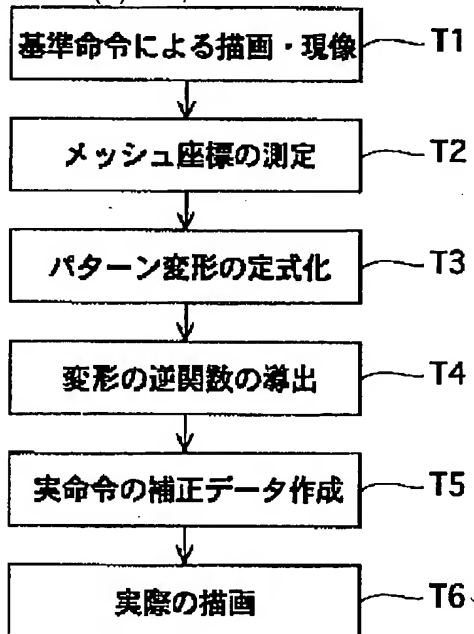 基準命令による描画・現像 T1
メッシュ座標の測定 T2
パターン変形の定式化 T3
変形の逆関数の導出 T4
実命令の補正データ作成 T5
実際の描画 T6